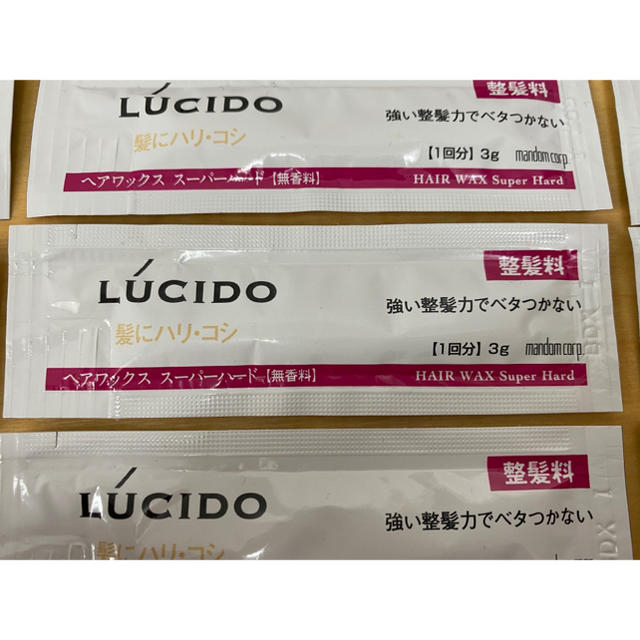 整髪料
LÚCIDO
強い整髪力でベタつかない
髪にハリ・コシ
【1回分】3g mandom corp.
ヘアワックス スーパーハード【無香料】 HAIR WAX Super Hard
整髪料
LÚCIDO
強い整髪力でベタつかない
髪にハリ・コシ
【1回分】3g mandom corp.
ヘアワックス スーパーハード【無香料】 HAIR WAX Super Hard
整髪料
LÚCIDO
強い整髪力でベタつかない
髪にハリ・コシ